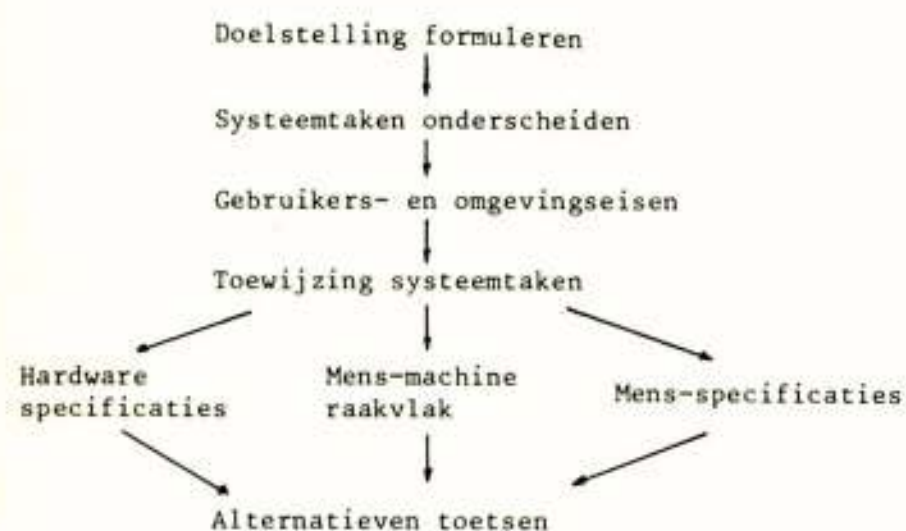 Doelstelling formuleren
Systeemtaken onderscheiden
Gebruikers- en omgevingseisen
Toewijzing systeemtaken
Hardware
specificaties
Mens-machine
raakvlak
Mens-specificaties
Alternatieven toetsen